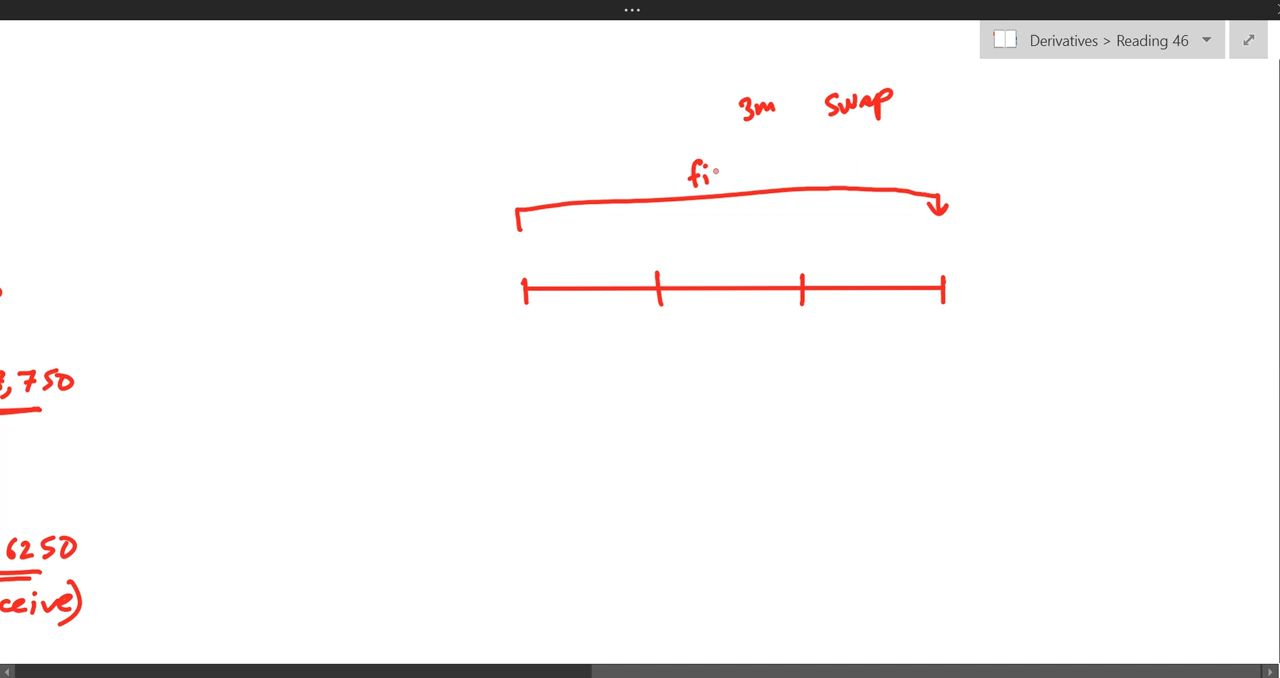 ...
Derivatives > Reading 46
3m swap
fi
,750
6250
ceive)